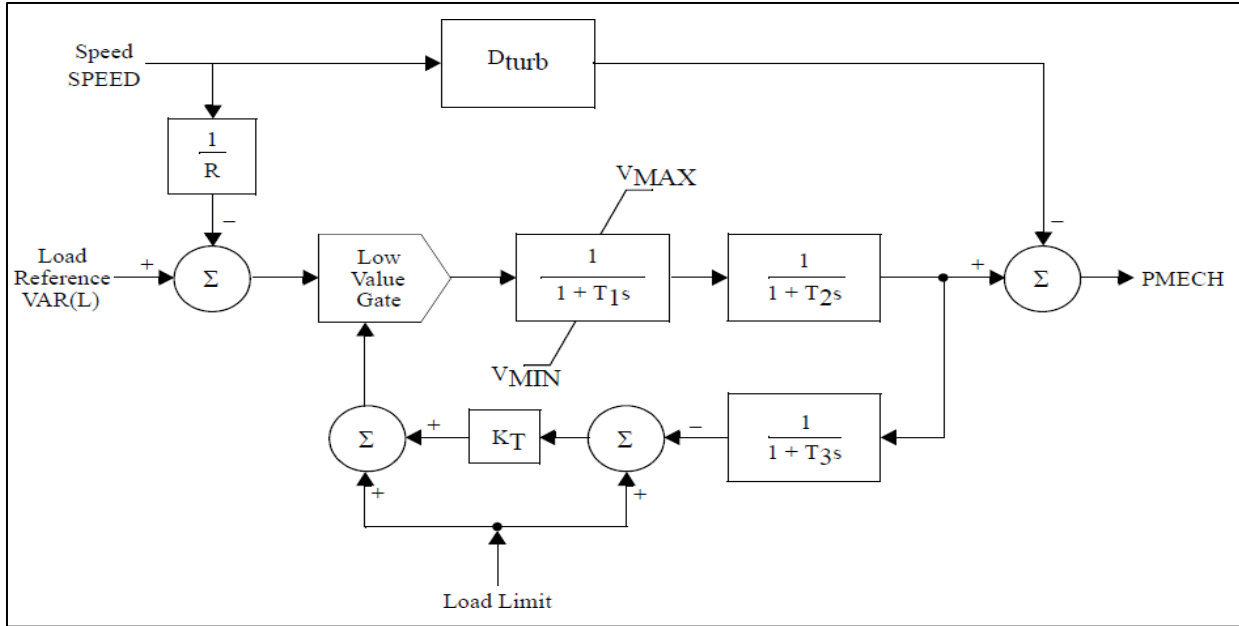 Speed
SPEED
Dturb
1
R
−
Load
Reference
VAR(L)
+
Σ
Low
Value
Gate
VMAX
1
1 + T1s
VMIN
1
1 + T2s
+
−
Σ
PMECH
Σ
+
+
KT
Σ
−
+
1
1 + T3s
Load Limit